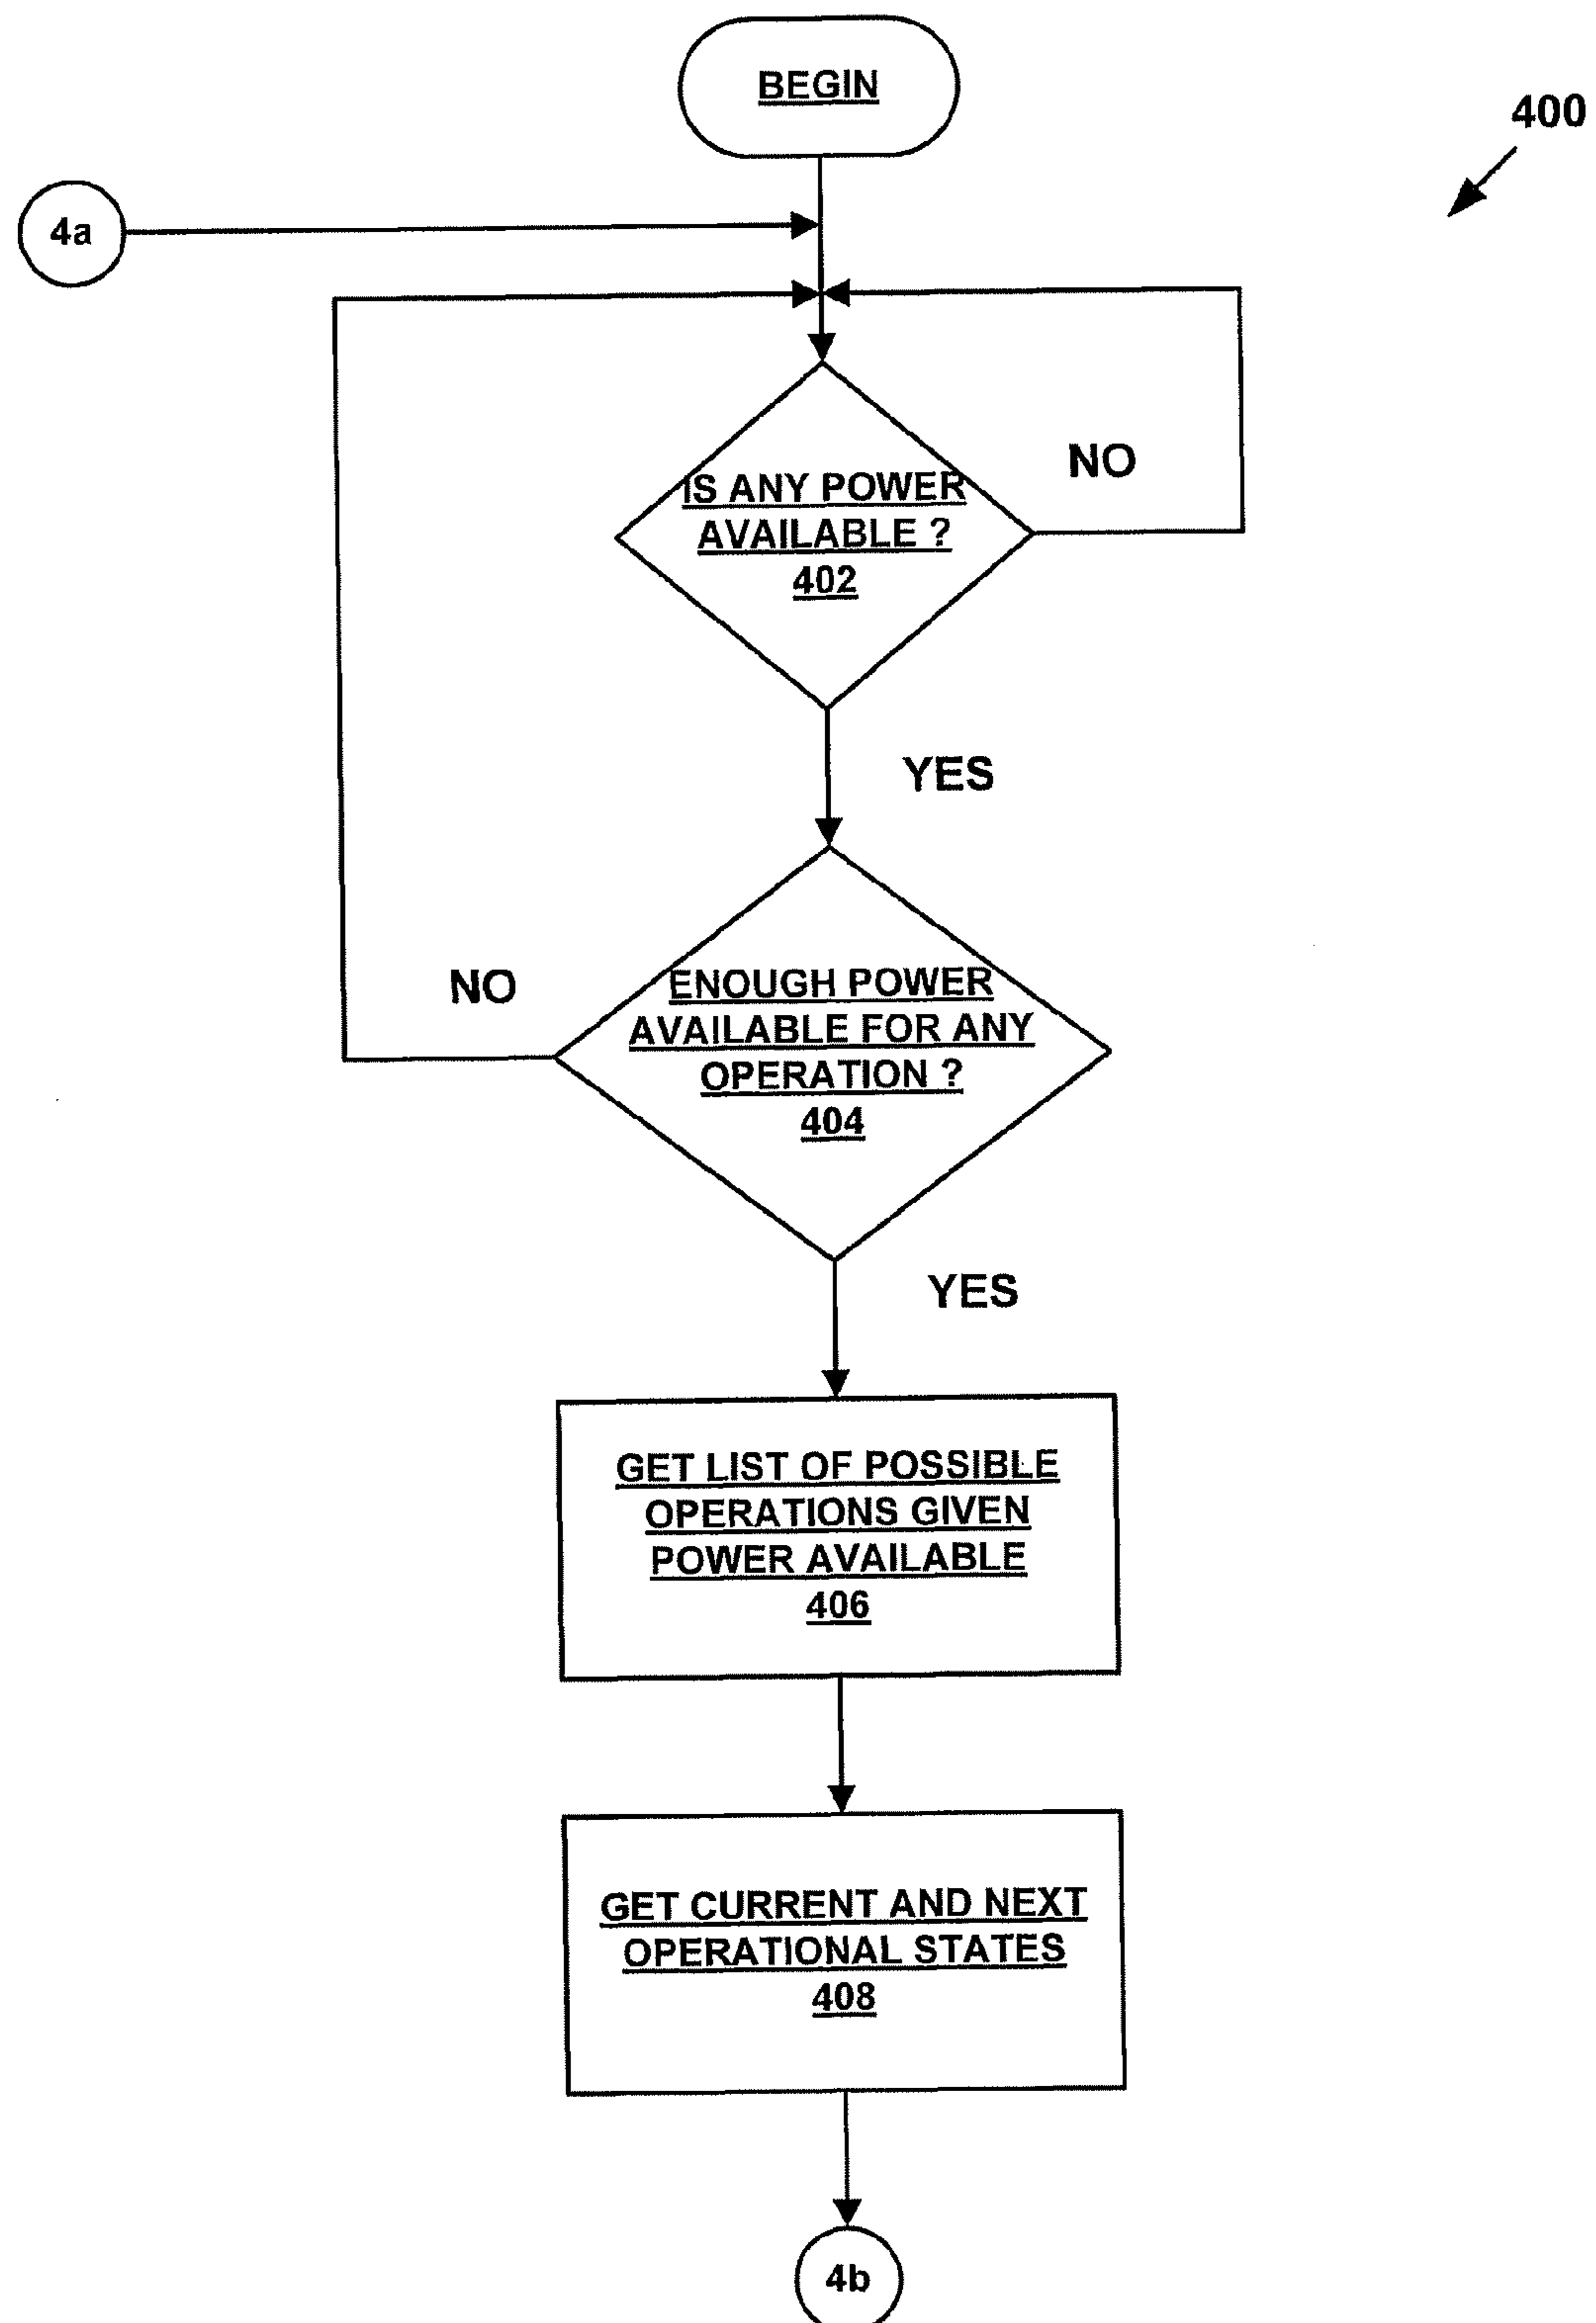 BEGIN
400
4a
IS ANY POWER
AVAILABLE ?
402
NO
YES
NO
ENOUGH POWER
AVAILABLE FOR ANY
OPERATION ?
404
YES
GET LIST OF POSSIBLE
OPERATIONS GIVEN
POWER AVAILABLE
406
GET CURRENT AND NEXT
OPERATIONAL STATES
408
4b